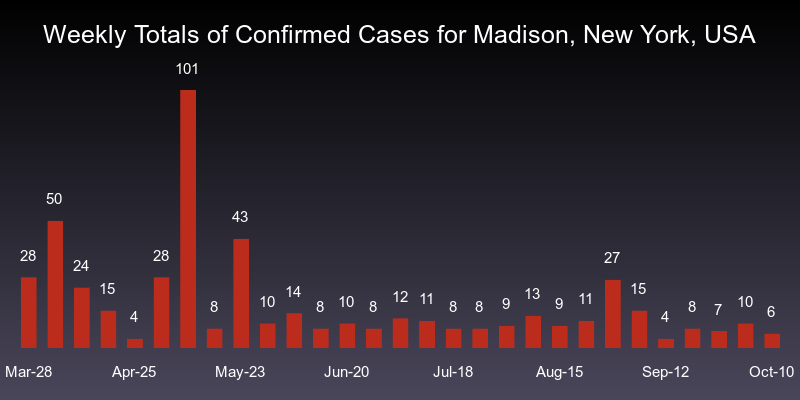 Weekly Totals of Confirmed Cases for Madison, New York, USA
28 50 24 15 4 28 101 8 43 10 14 8 10 8 12 11 8 8 9 13 9 11 27 15 4 8 7 10 6
Mar-28 Apr-25 May-23 Jun-20 Jul-18 Aug-15 Sep-12 Oct-10